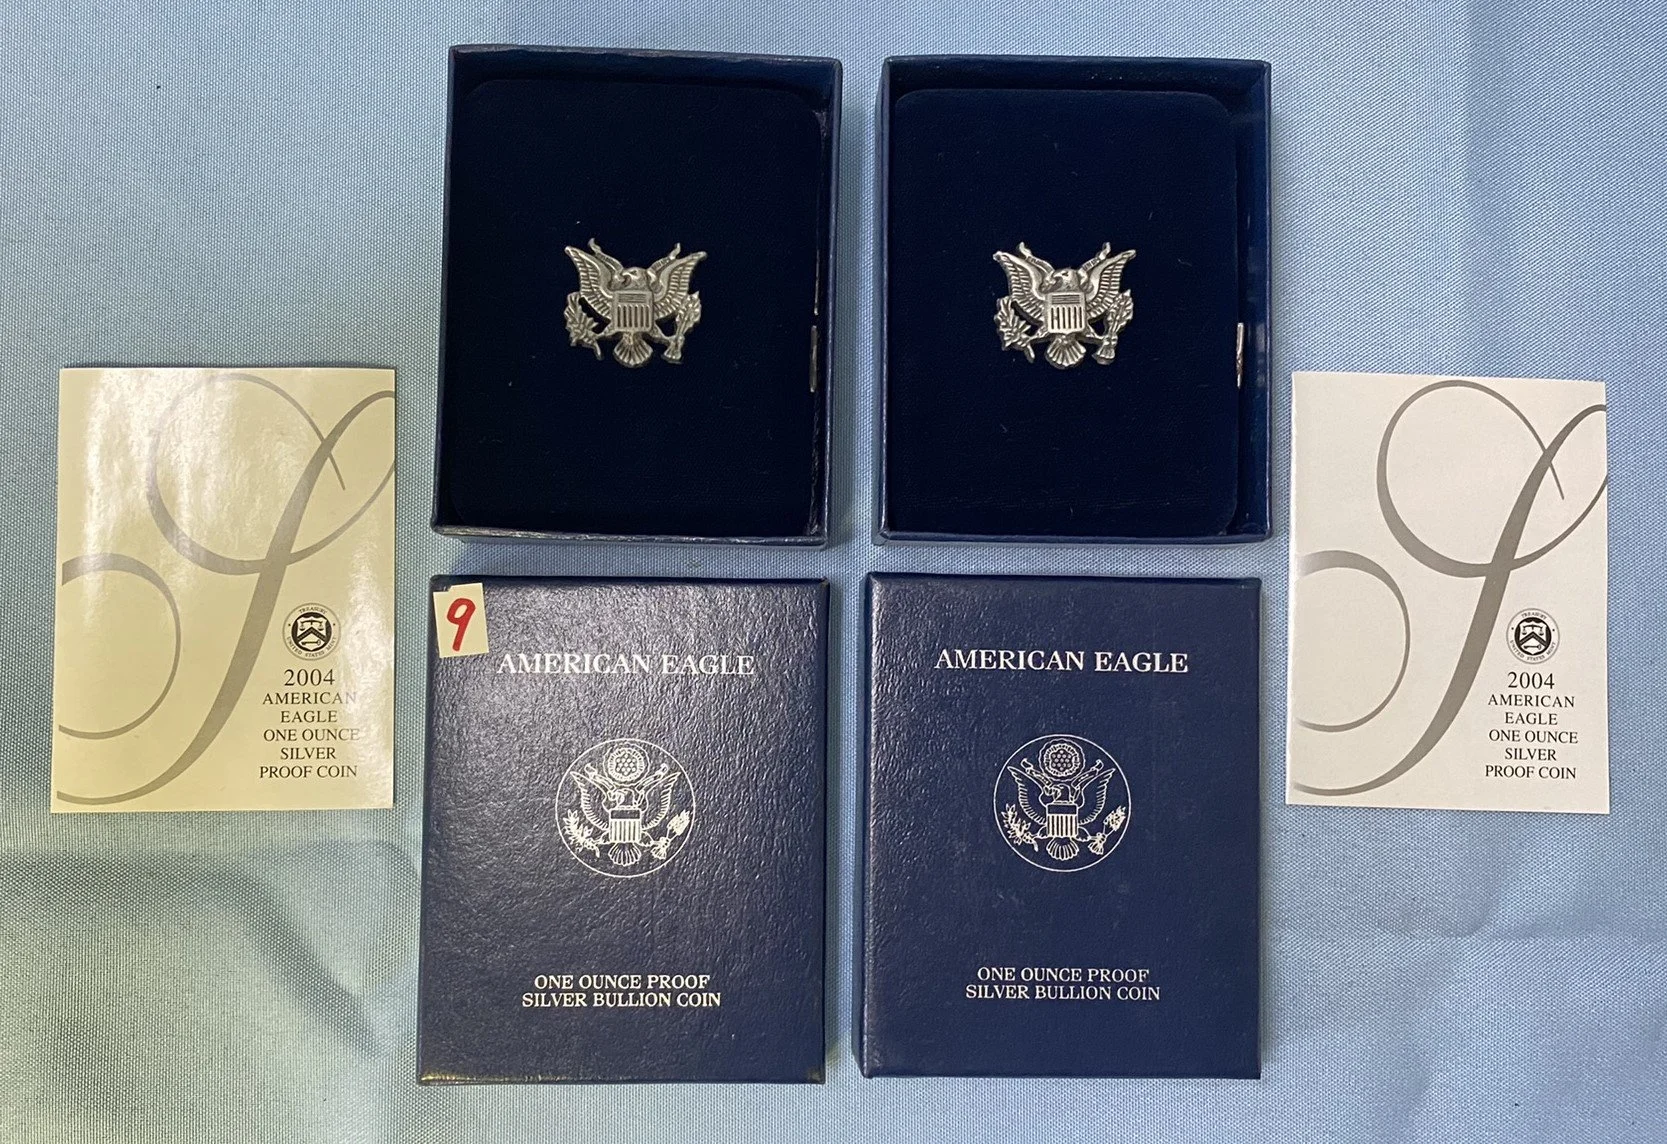 2004
AMERICAN
EAGLE
ONE OUNCE
SILVER
PROOF COIN
9
AMERICAN EAGLE
ONE OUNCE PROOF
SILVER BULLION COIN
AMERICAN EAGLE
ONE OUNCE PROOF
SILVER BULLION COIN
2004
AMERICAN
EAGLE
ONE OUNCE
SILVER
PROOF COIN